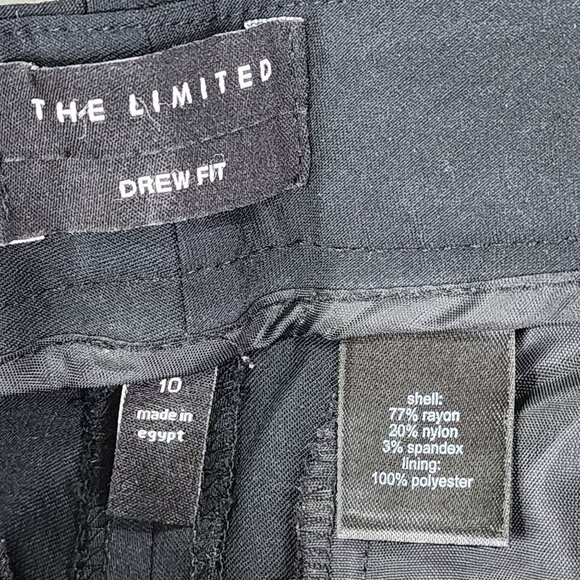 THE LIMITED
DREW FIT
10
made in
egypt
shell:
77% rayon
20% nylon
3% spandex
lining:
100% polyester